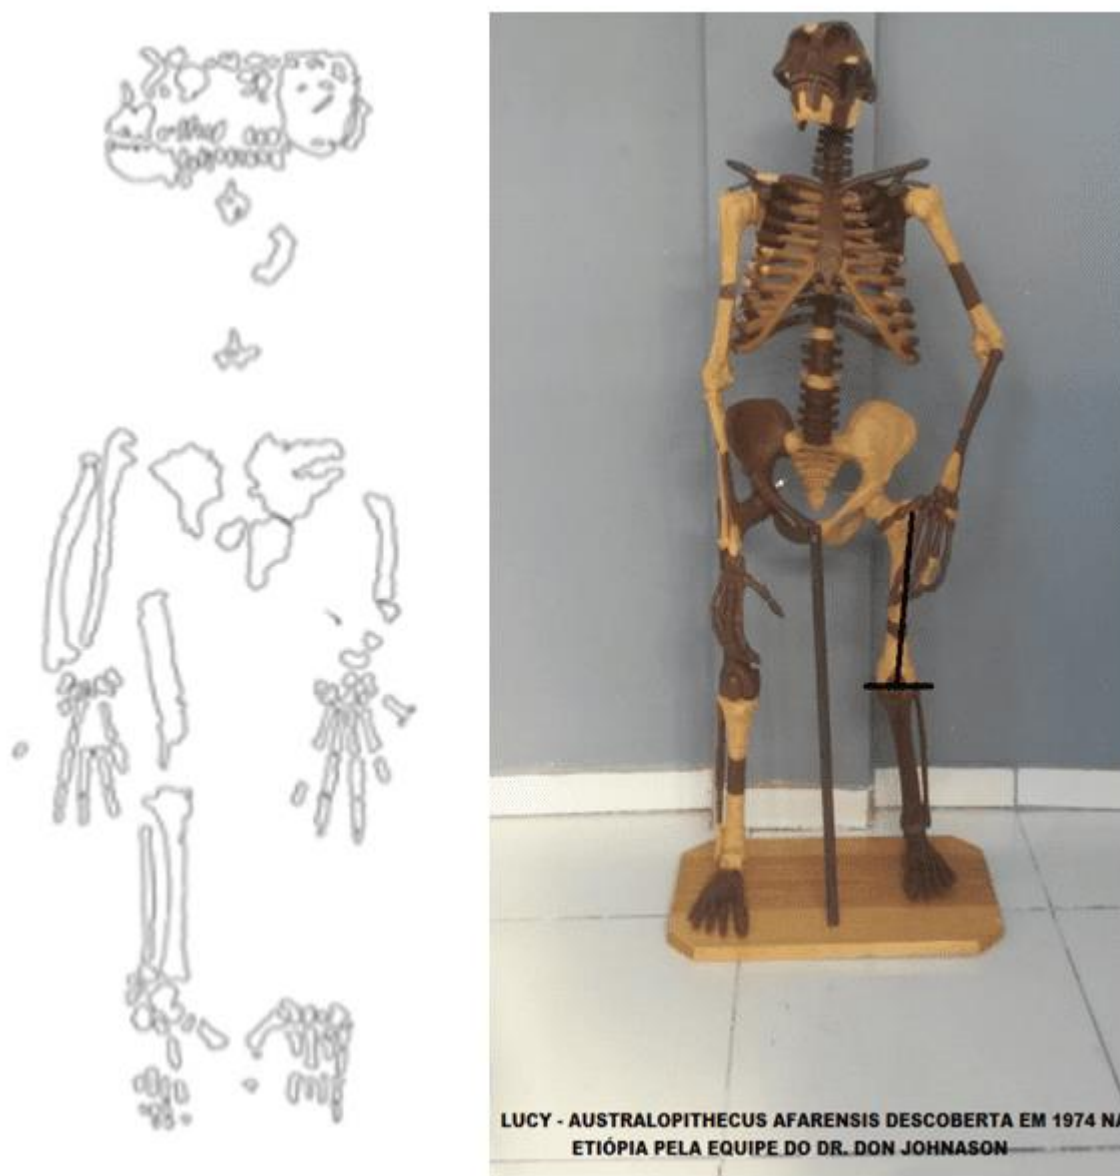 LUCY - AUSTRALOPITHECUS AFARENSIS DESCOBERTA EM 1974 NA
ETIÓPIA PELA EQUIPE DO DR. DON JOHNASON